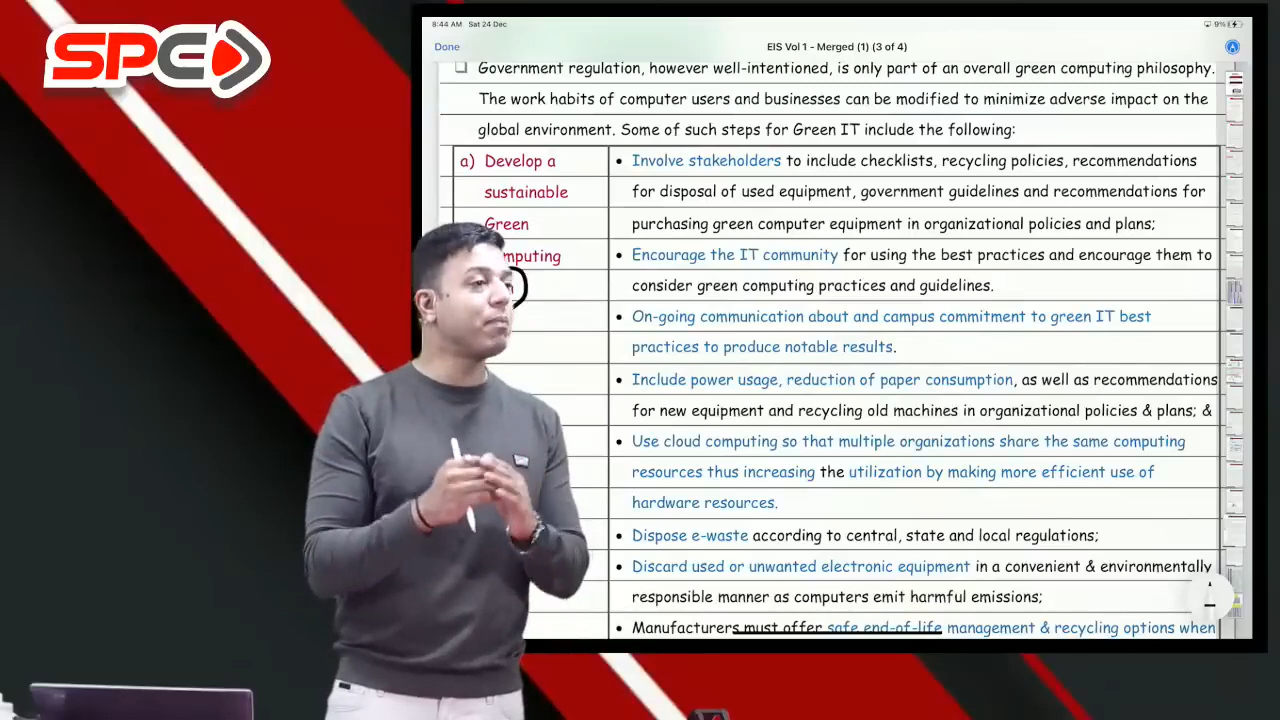 SPC
8:44 AM Sat 24 Dec
9%
Done
EIS Vol 1 - Merged (1) (3 of 4)
Government regulation, however well-intentioned, is only part of an overall green computing philosophy.
The work habits of computer users and businesses can be modified to minimize adverse impact on the
global environment. Some of such steps for Green IT include the following:
a) Develop a
sustainable
Green
mputing
• Involve stakeholders to include checklists, recycling policies, recommendations
for disposal of used equipment, government guidelines and recommendations for
purchasing green computer equipment in organizational policies and plans;
• Encourage the IT community for using the best practices and encourage them to
consider green computing practices and guidelines.
• On-going communication about and campus commitment to green IT best
practices to produce notable results.
• Include power usage, reduction of paper consumption, as well as recommendations
for new equipment and recycling old machines in organizational policies & plans; &
• Use cloud computing so that multiple organizations share the same computing
resources thus increasing the utilization by making more efficient use of
hardware resources.
• Dispose e-waste according to central, state and local regulations;
• Discard used or unwanted electronic equipment in a convenient & environmentally
responsible manner as computers emit harmful emissions;
• Manufacturers must offer safe end-of-life management & recycling options when